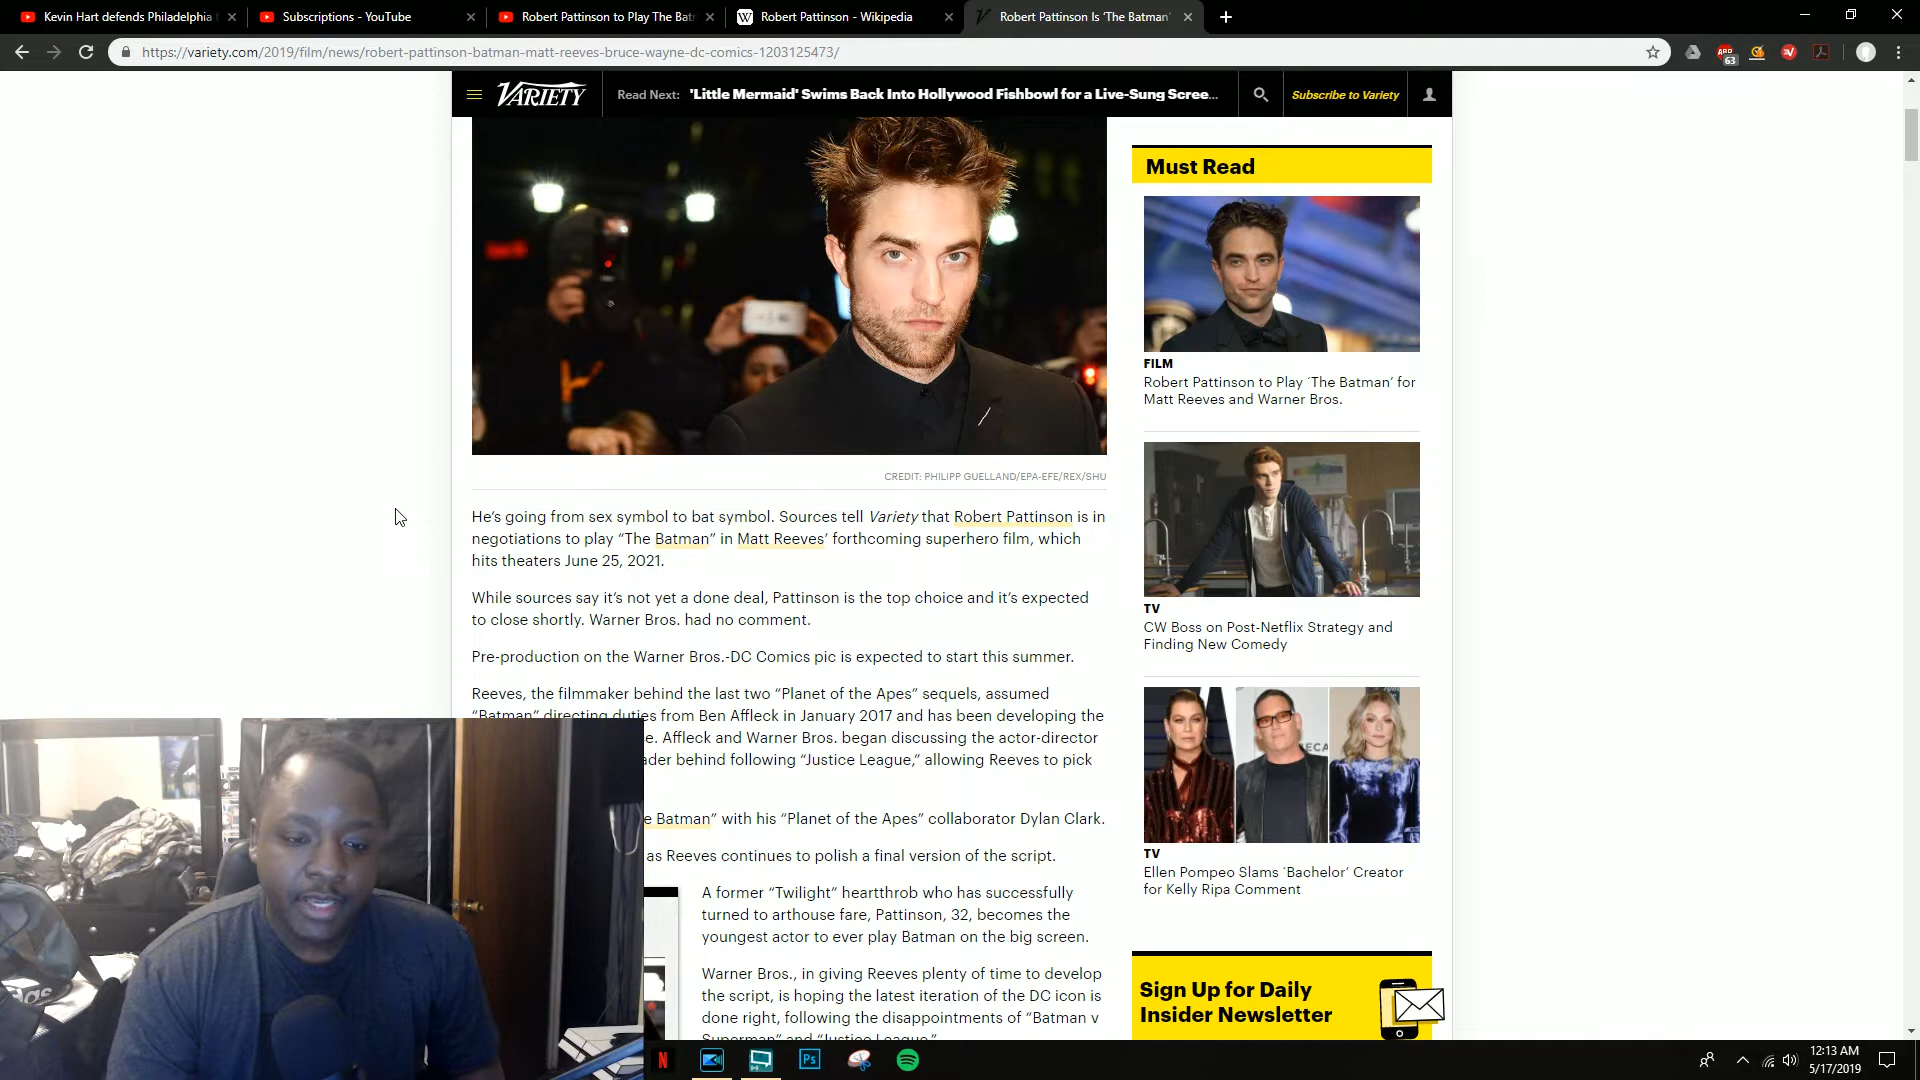 Kevin Hart defends Philadelphia
Subscriptions - YouTube
Robert Pattinson to Play The Bat
Robert Pattinson - Wikipedia
Robert Pattinson Is 'The Batman'
https://variety.com/2019/film/news/robert-pattinson-batman-matt-reeves-bruce-wayne-dc-comics-1203125473/
63
VARIETY
Read Next: 'Little Mermaid' Swims Back Into Hollywood Fishbowl for a Live-Sung Scree...
Subscribe to Variety
CREDIT: PHILIPP GUELLAND/EPA-EFE/REX/SHU
He's going from sex symbol to bat symbol. Sources tell Variety that Robert Pattinson is in
negotiations to play “The Batman” in Matt Reeves' forthcoming superhero film, which
hits theaters June 25, 2021.
While sources say it's not yet a done deal, Pattinson is the top choice and it's expected
to close shortly. Warner Bros. had no comment.
Pre-production on the Warner Bros.-DC Comics pic is expected to start this summer.
Reeves, the filmmaker behind the last two “Planet of the Apes” sequels, assumed
“Batman” directing duties from Ben Affleck in January 2017 and has been developing the
e. Affleck and Warner Bros. began discussing the actor-director
ader behind following “Justice League,” allowing Reeves to pick
e Batman” with his “Planet of the Apes” collaborator Dylan Clark.
as Reeves continues to polish a final version of the script.
A former “Twilight” heartthrob who has successfully
turned to arthouse fare, Pattinson, 32, becomes the
youngest actor to ever play Batman on the big screen.
Warner Bros., in giving Reeves plenty of time to develop
the script, is hoping the latest iteration of the DC icon is
done right, following the disappointments of “Batman v
Superman” and “Justice League.”
Must Read
FILM
Robert Pattinson to Play 'The Batman' for
Matt Reeves and Warner Bros.
TV
CW Boss on Post-Netflix Strategy and
Finding New Comedy
TV
Ellen Pompeo Slams 'Bachelor' Creator
for Kelly Ripa Comment
Sign Up for Daily
Insider Newsletter
Ps
12:13 AM
5/17/2019